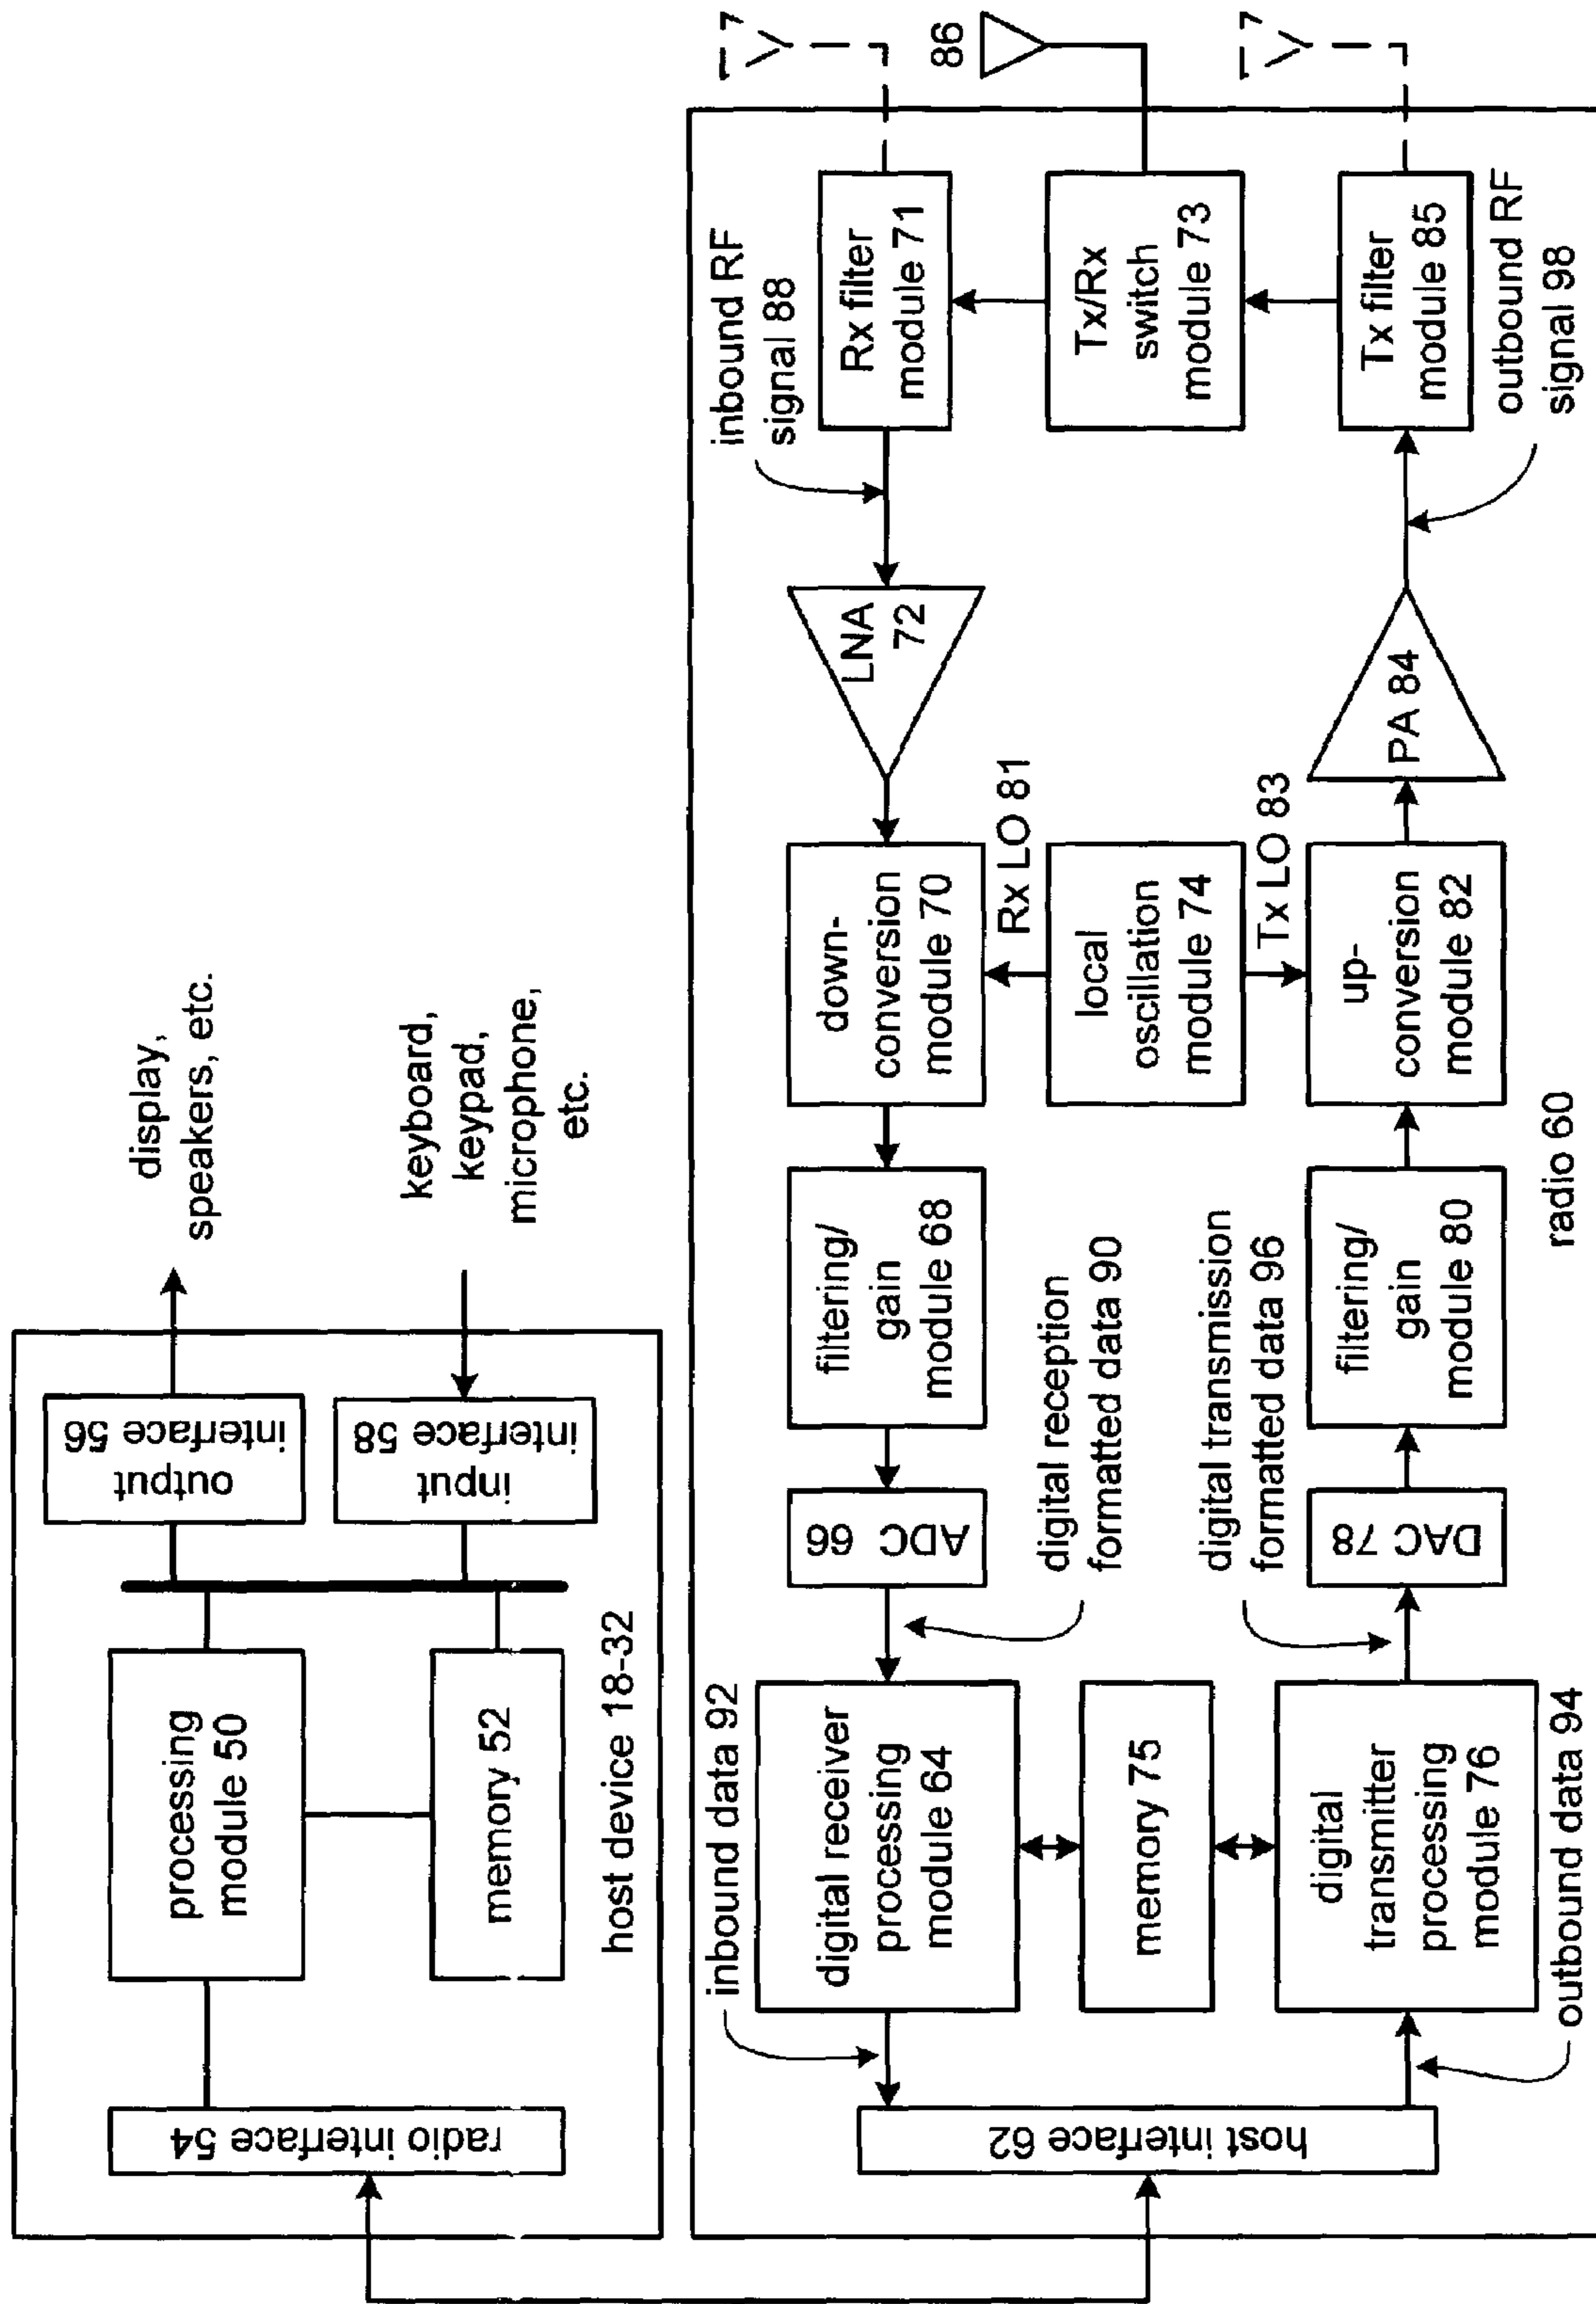 radio interface 54
processing
module 50
memory 52
output
interface 56
input
interface 58
display,
speakers, etc.
keyboard,
keypad,
microphone,
etc.
host device 18-32
host interface 62
inbound data 92
digital receiver
processing
module 64
ADC 66
digital reception
formatted data 90
filtering/
gain
module 68
down-
conversion
module 70
LNA
72
inbound RF
signal 88
Rx filter
module 71
memory 75
Rx LO 81
local
oscillation
module 74
Tx LO 83
Tx/Rx
switch
module 73
86
digital
transmitter
processing
module 76
outbound data 94
digital transmission
formatted data 96
DAC 78
filtering/
gain
module 80
up-
conversion
module 82
PA 84
Tx filter
module 85
outbound RF
signal 98
radio 60